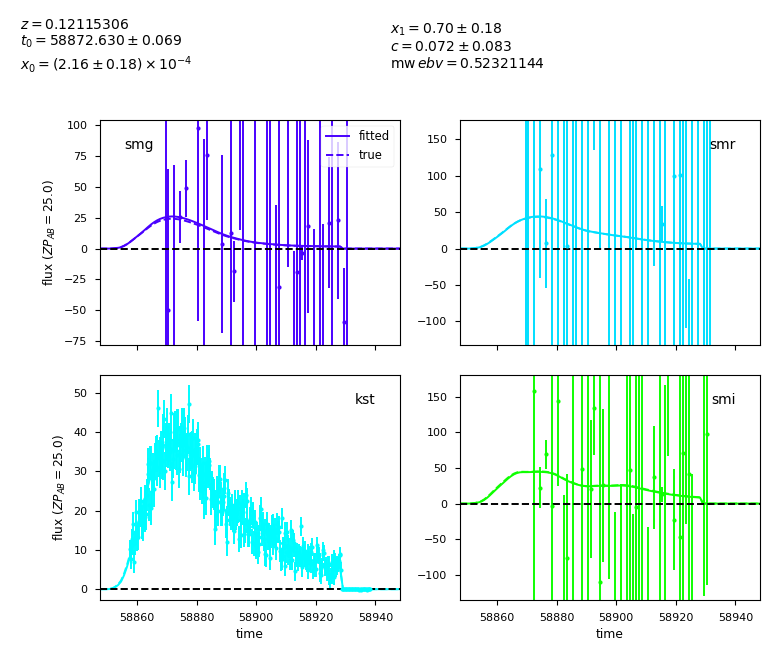 z = 0.12115306
t₀ = 58872.630 ± 0.069
x₀ = (2.16 ± 0.18) × 10⁻⁴
x₁ = 0.70 ± 0.18
c = 0.072 ± 0.083
mw ebv = 0.52321144
smg
fitted
true
100
75
50
25
0
−25
−50
−75
flux (ZP_AB = 25.0)
smr
150
100
50
0
−50
−100
kst
50
40
30
20
10
0
flux (ZP_AB = 25.0)
58860 58880 58900 58920 58940
time
smi
150
100
50
0
−50
−100
58860 58880 58900 58920 58940
time